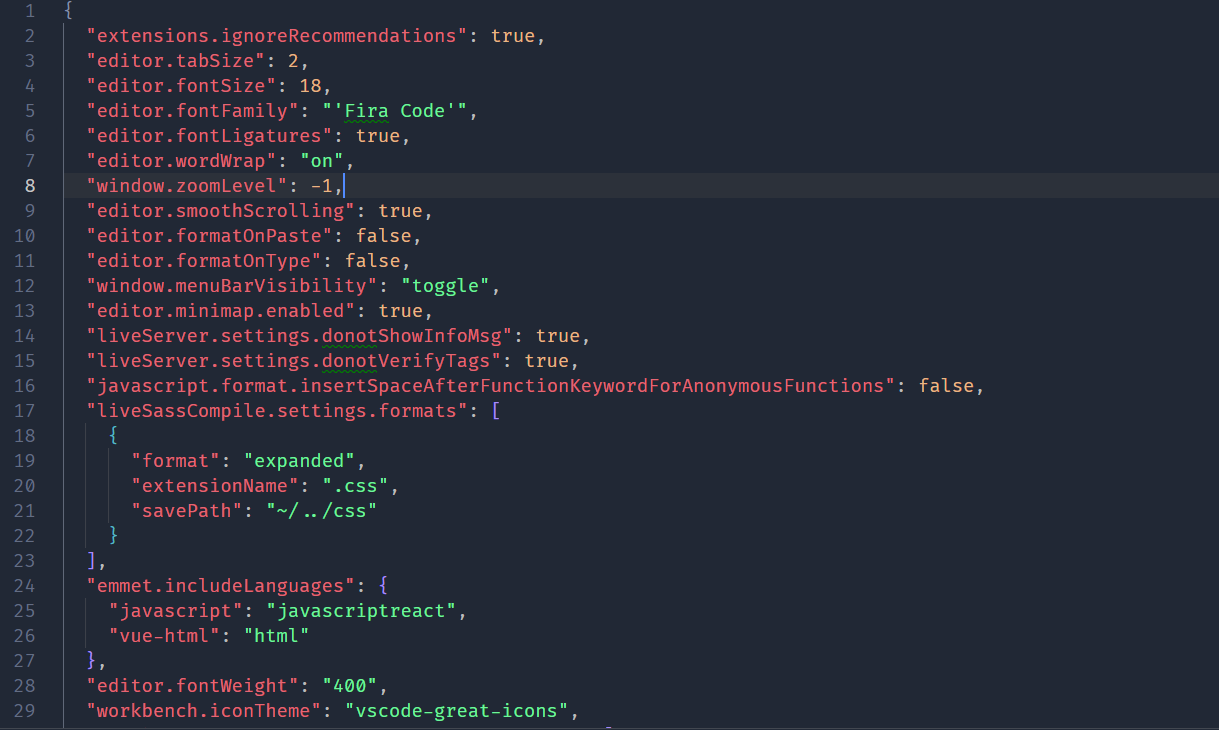 1 {
2 "extensions.ignoreRecommendations": true,
3 "editor.tabSize": 2,
4 "editor.fontSize": 18,
5 "editor.fontFamily": "'Fira Code'",
6 "editor.fontLigatures": true,
7 "editor.wordWrap": "on",
8 "window.zoomLevel": -1,
9 "editor.smoothScrolling": true,
10 "editor.formatOnPaste": false,
11 "editor.formatOnType": false,
12 "window.menuBarVisibility": "toggle",
13 "editor.minimap.enabled": true,
14 "liveServer.settings.donotShowInfoMsg": true,
15 "liveServer.settings.donotVerifyTags": true,
16 "javascript.format.insertSpaceAfterFunctionKeywordForAnonymousFunctions": false,
17 "liveSassCompile.settings.formats": [
18 {
19 "format": "expanded",
20 "extensionName": ".css",
21 "savePath": "~/../css"
22 }
23 ],
24 "emmet.includeLanguages": {
25 "javascript": "javascriptreact",
26 "vue-html": "html"
27 },
28 "editor.fontWeight": "400",
29 "workbench.iconTheme": "vscode-great-icons",